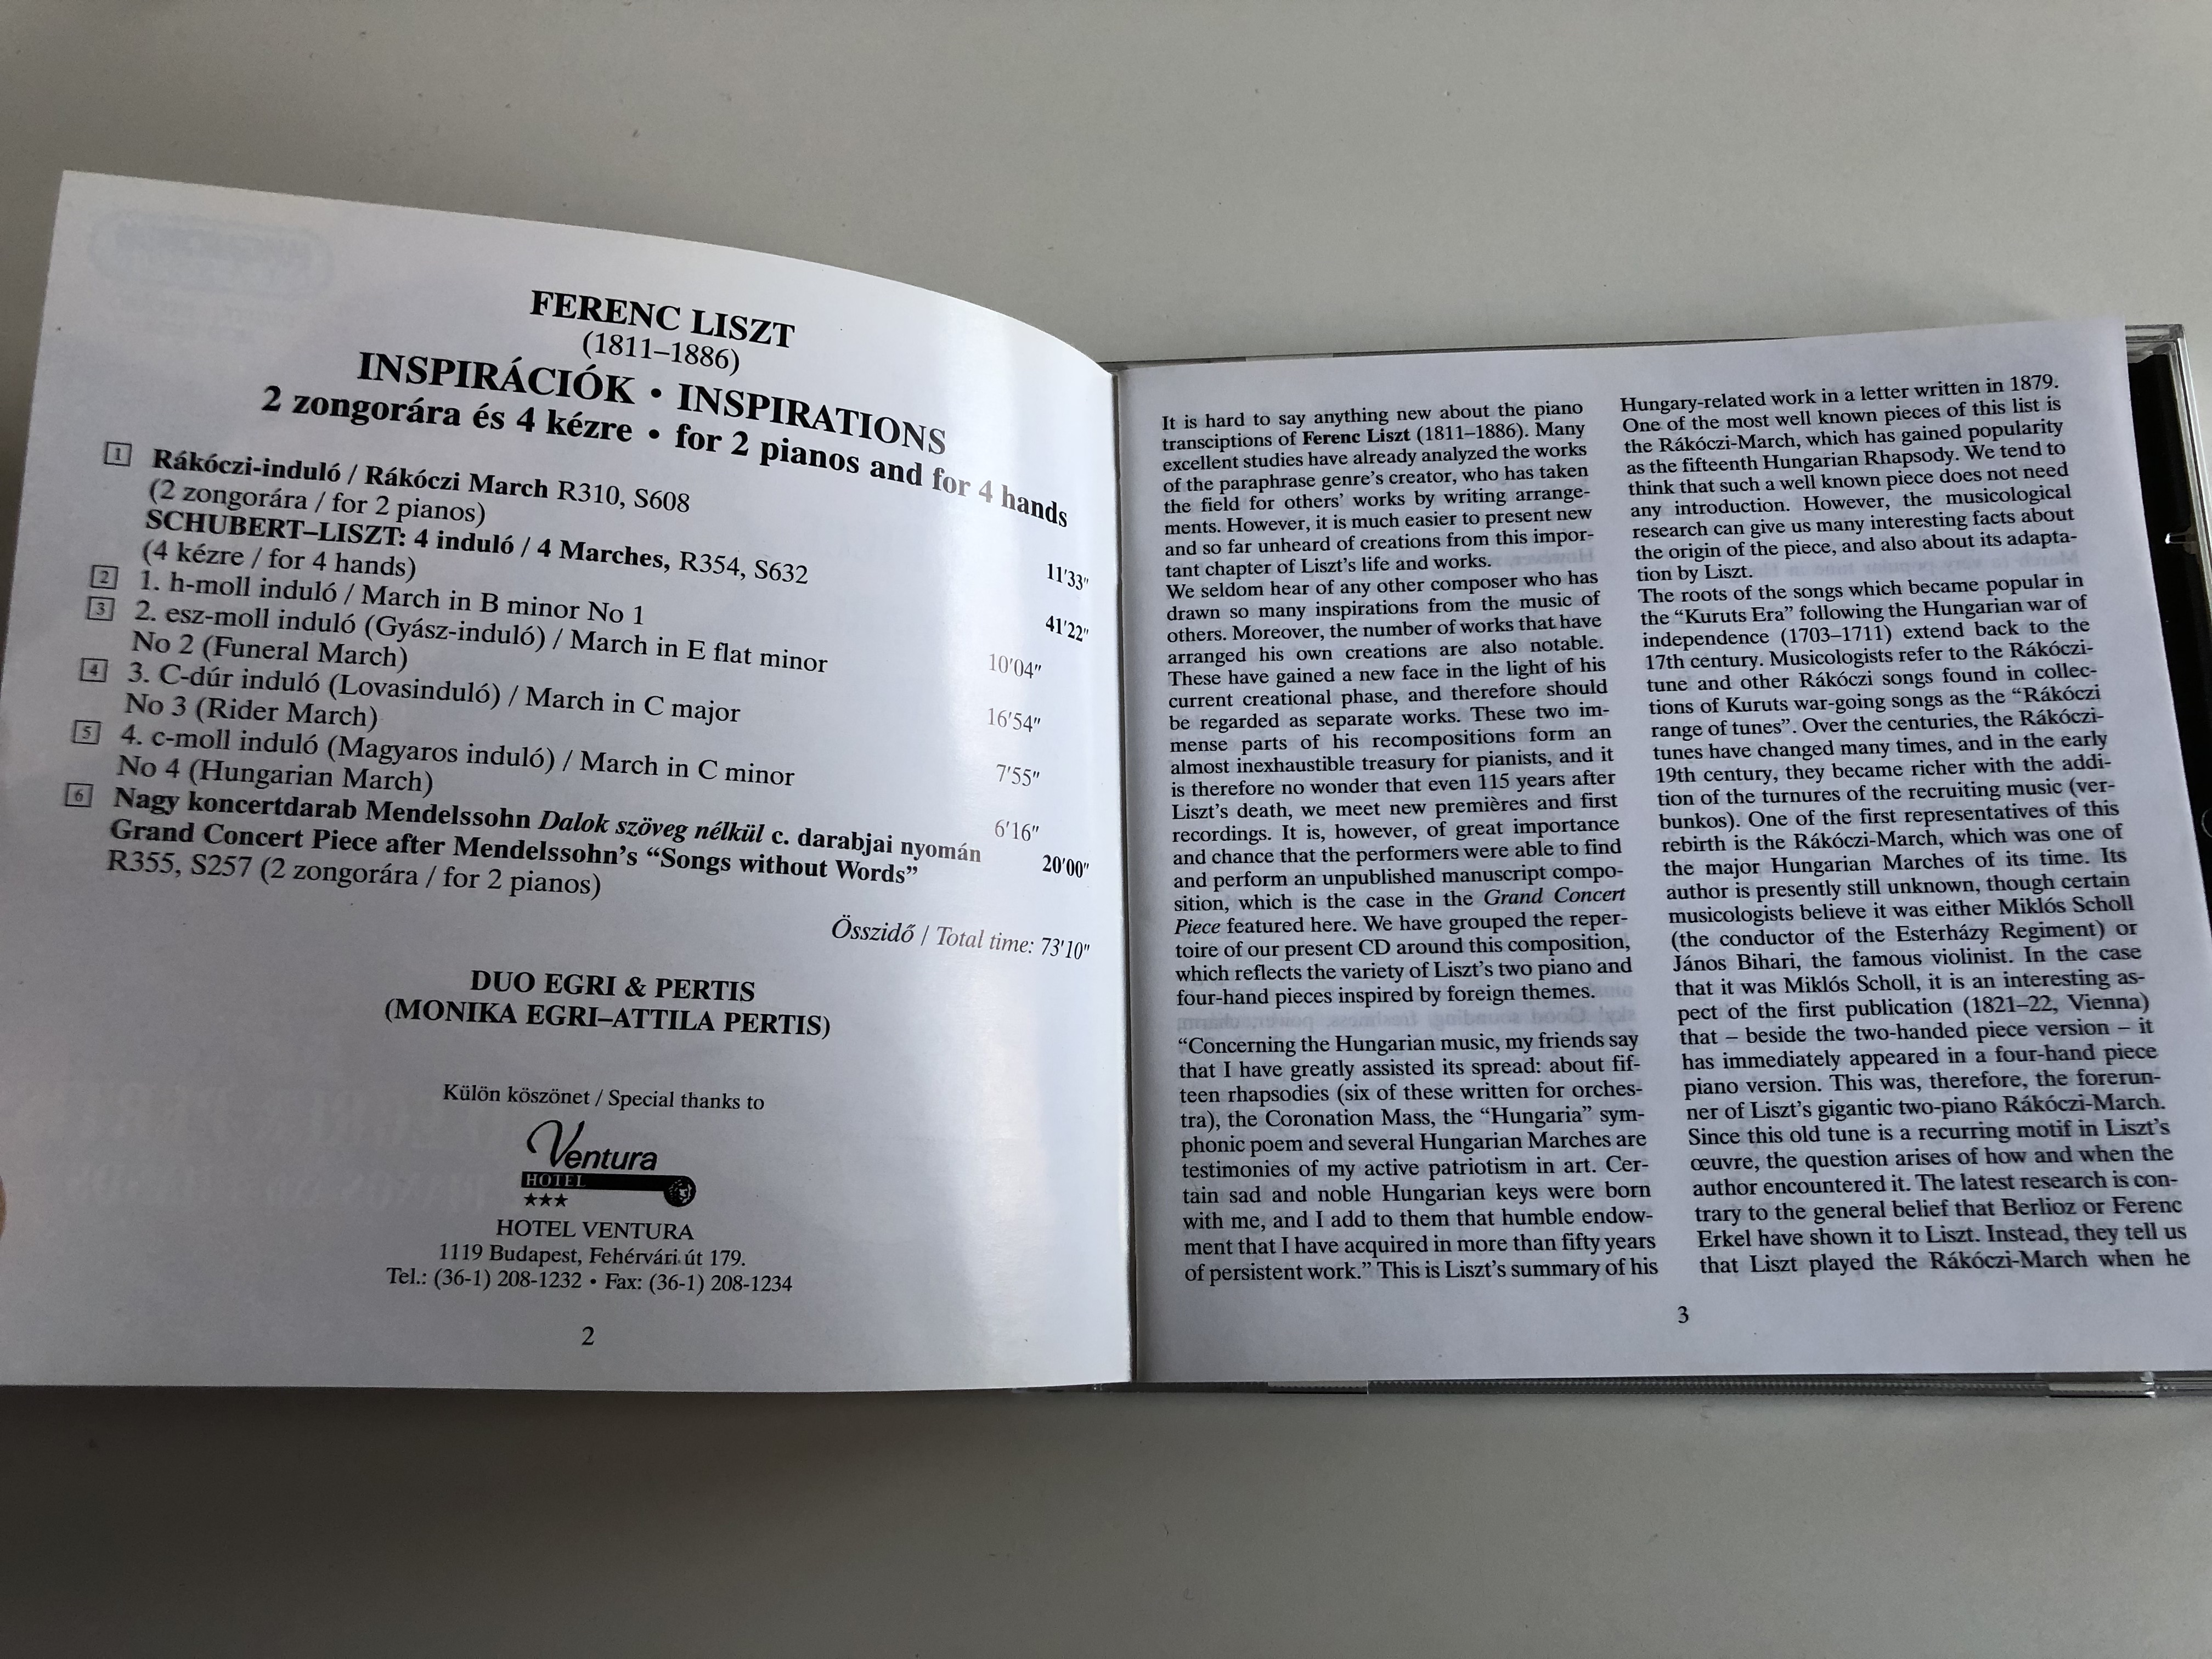 FERENC LISZT
(1811–1886)
INSPIRÁCIÓK • INSPIRATIONS
2 zongorára és 4 kézre • for 2 pianos and for 4 hands
1 Rákóczi-induló / Rákóczi March R310, S608
(2 zongorára / for 2 pianos) 11'33"
SCHUBERT–LISZT: 4 induló / 4 Marches, R354, S632
(4 kézre / for 4 hands) 41'22"
2 1. h-moll induló / March in B minor No 1 10'04"
3 2. esz-moll induló (Gyász-induló) / March in E flat minor
No 2 (Funeral March) 16'54"
4 3. C-dúr induló (Lovasinduló) / March in C major
No 3 (Rider March) 7'55"
5 4. c-moll induló (Magyaros induló) / March in C minor
No 4 (Hungarian March) 6'16"
6 Nagy koncertdarab Mendelssohn Dalok szöveg nélkül c. darabjai nyomán
Grand Concert Piece after Mendelssohn's “Songs without Words” 20'00"
R355, S257 (2 zongorára / for 2 pianos)
Összidő / Total time: 73'10"
DUO EGRI & PERTIS
(MONIKA EGRI–ATTILA PERTIS)
Külön köszönet / Special thanks to
Ventura
HOTEL
★★★
HOTEL VENTURA
1119 Budapest, Fehérvári út 179.
Tel.: (36-1) 208-1232 • Fax: (36-1) 208-1234
2
It is hard to say anything new about the piano
transciptions of Ferenc Liszt (1811–1886). Many
excellent studies have already analyzed the works
of the paraphrase genre's creator, who has taken
the field for others' works by writing arrange-
ments. However, it is much easier to present new
and so far unheard of creations from this impor-
tant chapter of Liszt's life and works.
We seldom hear of any other composer who has
drawn so many inspirations from the music of
others. Moreover, the number of works that have
arranged his own creations are also notable.
These have gained a new face in the light of his
current creational phase, and therefore should
be regarded as separate works. These two im-
mense parts of his recompositions form an
almost inexhaustible treasury for pianists, and it
is therefore no wonder that even 115 years after
Liszt's death, we meet new premières and first
recordings. It is, however, of great importance
and chance that the performers were able to find
and perform an unpublished manuscript compo-
sition, which is the case in the Grand Concert
Piece featured here. We have grouped the reper-
toire of our present CD around this composition,
which reflects the variety of Liszt's two piano and
four-hand pieces inspired by foreign themes.
“Concerning the Hungarian music, my friends say
that I have greatly assisted its spread: about fif-
teen rhapsodies (six of these written for orches-
tra), the Coronation Mass, the “Hungaria” sym-
phonic poem and several Hungarian Marches are
testimonies of my active patriotism in art. Cer-
tain sad and noble Hungarian keys were born
with me, and I add to them that humble endow-
ment that I have acquired in more than fifty years
of persistent work.” This is Liszt's summary of his
Hungary-related work in a letter written in 1879.
One of the most well known pieces of this list is
the Rákóczi-March, which has gained popularity
as the fifteenth Hungarian Rhapsody. We tend to
think that such a well known piece does not need
any introduction. However, the musicological
research can give us many interesting facts about
the origin of the piece, and also about its adapta-
tion by Liszt.
The roots of the songs which became popular in
the “Kuruts Era” following the Hungarian war of
independence (1703–1711) extend back to the
17th century. Musicologists refer to the Rákóczi-
tune and other Rákóczi songs found in collec-
tions of Kuruts war-going songs as the “Rákóczi
range of tunes”. Over the centuries, the Rákóczi-
tunes have changed many times, and in the early
19th century, they became richer with the addi-
tion of the turnures of the recruiting music (ver-
bunkos). One of the first representatives of this
rebirth is the Rákóczi-March, which was one of
the major Hungarian Marches of its time. Its
author is presently still unknown, though certain
musicologists believe it was either Miklós Scholl
(the conductor of the Esterházy Regiment) or
János Bihari, the famous violinist. In the case
that it was Miklós Scholl, it is an interesting as-
pect of the first publication (1821–22, Vienna)
that – beside the two-handed piece version – it
has immediately appeared in a four-hand piece
piano version. This was, therefore, the forerun-
ner of Liszt's gigantic two-piano Rákóczi-March.
Since this old tune is a recurring motif in Liszt's
œuvre, the question arises of how and when the
author encountered it. The latest research is con-
trary to the general belief that Berlioz or Ferenc
Erkel have shown it to Liszt. Instead, they tell us
that Liszt played the Rákóczi-March when he
3